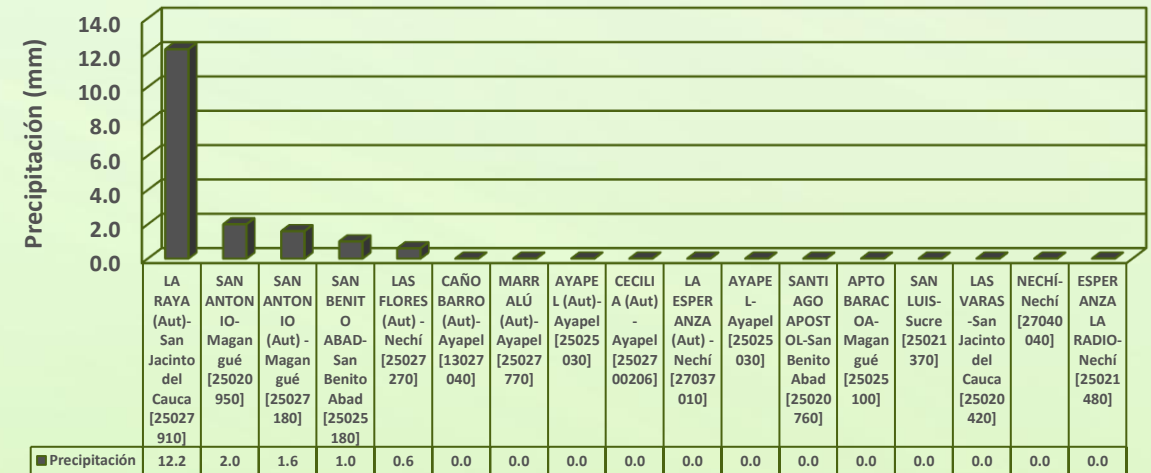 Precipitación (mm)
14.0
12.0
10.0
8.0
6.0
4.0
2.0
0.0
LA
RAYA
(Aut)-
San
Jacinto
del
Cauca
[25027
910]
SAN
ANTON
IO-
Magan
gué
[25020
950]
SAN
ANTON
IO
(Aut) -
Magan
gué
[25027
180]
SAN
BENIT
O
ABAD-
San
Benito
Abad
[25025
180]
LAS
FLORES
(Aut) -
Nechí
[25027
270]
CAÑO
BARRO
(Aut)-
Ayapel
[13027
040]
MARR
ALÚ
(Aut)-
Ayapel
[25027
770]
AYAPE
L (Aut)-
Ayapel
[25025
030]
CECILI
A (Aut)
-
Ayapel
[25027
00206]
LA
ESPER
ANZA
(Aut) -
Nechí
[27037
010]
AYAPE
L-
Ayapel
[25025
030]
SANTI
AGO
APOST
OL-San
Benito
Abad
[25020
760]
APTO
BARAC
OA-
Magan
gué
[25025
100]
SAN
LUIS-
Sucre
[25021
370]
LAS
VARAS
-San
Jacinto
del
Cauca
[25020
420]
NECHÍ-
Nechí
[27040
040]
ESPER
ANZA
LA
RADIO-
Nechí
[25021
480]
Precipitación 12.2 2.0 1.6 1.0 0.6 0.0 0.0 0.0 0.0 0.0 0.0 0.0 0.0 0.0 0.0 0.0 0.0